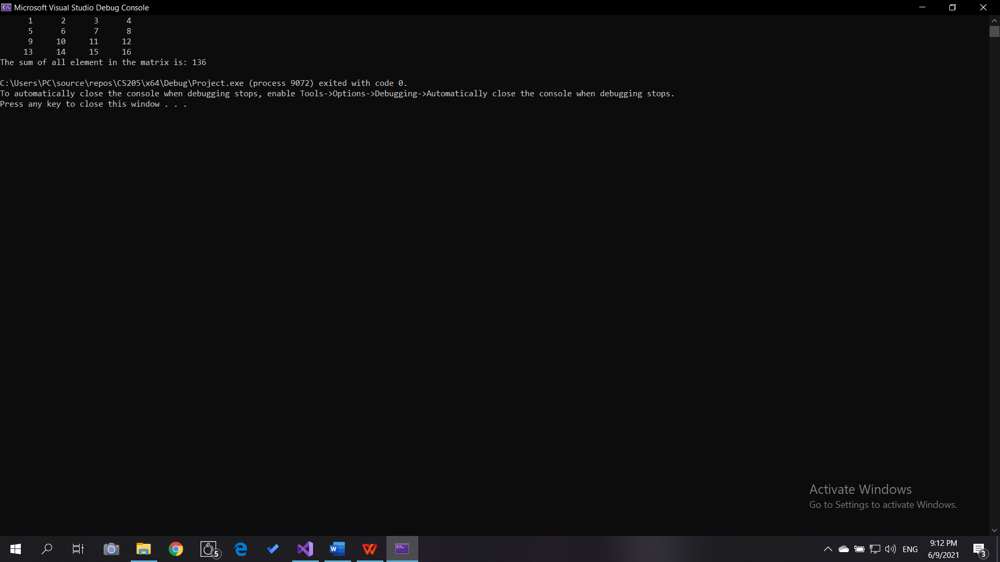 Microsoft Visual Studio Debug Console
1 2 3 4
5 6 7 8
9 10 11 12
13 14 15 16
The sum of all element in the matrix is: 136
C:\Users\PC\source\repos\CS205\x64\Debug\Project.exe (process 9072) exited with code 0.
To automatically close the console when debugging stops, enable Tools->Options->Debugging->Automatically close the console when debugging stops.
Press any key to close this window . . .
Activate Windows
Go to Settings to activate Windows.
5
ENG
9:12 PM
6/9/2021
3